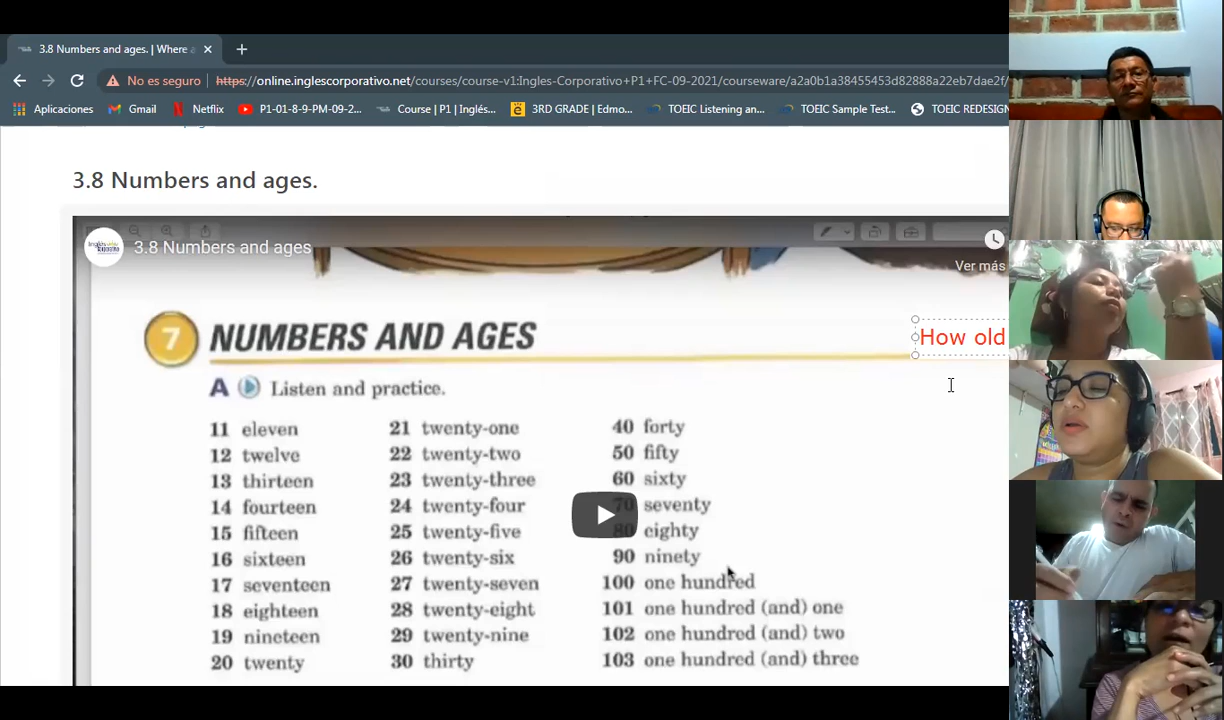 3.8 Numbers and ages. | Where a
No es seguro
https://online.inglescorporativo.net/courses/course-v1:Ingles-Corporativo+P1+FC-09-2021/courseware/a2a0b1a38455453d82888a22eb7dae2f/
Aplicaciones Gmail Netflix P1-01-8-9-PM-09-2... Course | P1 | Inglés... 3RD GRADE | Edmo... TOEIC Listening an... TOEIC Sample Test... TOEIC REDESIGN
3.8 Numbers and ages.
3.8 Numbers and ages
Ver más
7 NUMBERS AND AGES
How old
A Listen and practice.
11 eleven 21 twenty-one 40 forty
12 twelve 22 twenty-two 50 fifty
13 thirteen 23 twenty-three 60 sixty
14 fourteen 24 twenty-four 70 seventy
15 fifteen 25 twenty-five 80 eighty
16 sixteen 26 twenty-six 90 ninety
17 seventeen 27 twenty-seven 100 one hundred
18 eighteen 28 twenty-eight 101 one hundred (and) one
19 nineteen 29 twenty-nine 102 one hundred (and) two
20 twenty 30 thirty 103 one hundred (and) three